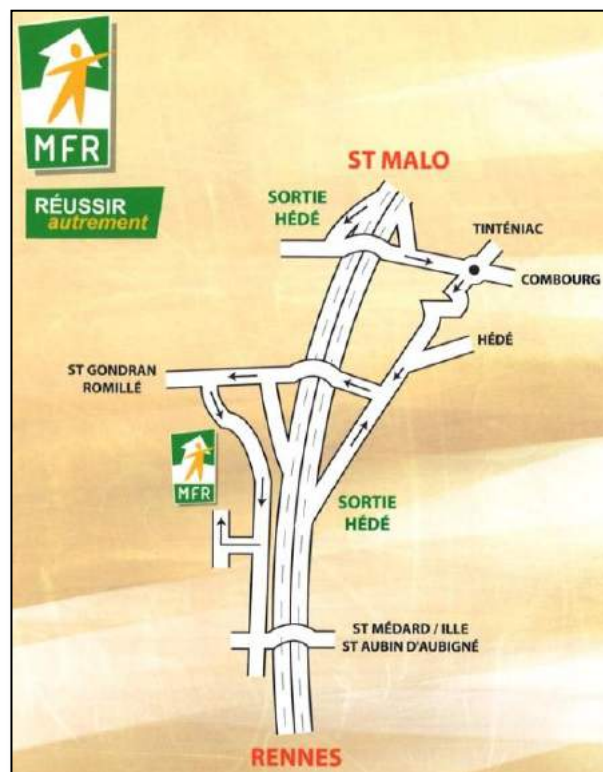 MFR
RÉUSSIR
autrement
ST MALO
SORTIE
HÉDÉ
TINTÉNIAC
COMBOURG
HÉDÉ
ST GONDRAN
ROMILLÉ
MFR
SORTIE
HÉDÉ
ST MÉDARD / ILLE
ST AUBIN D'AUBIGNÉ
RENNES